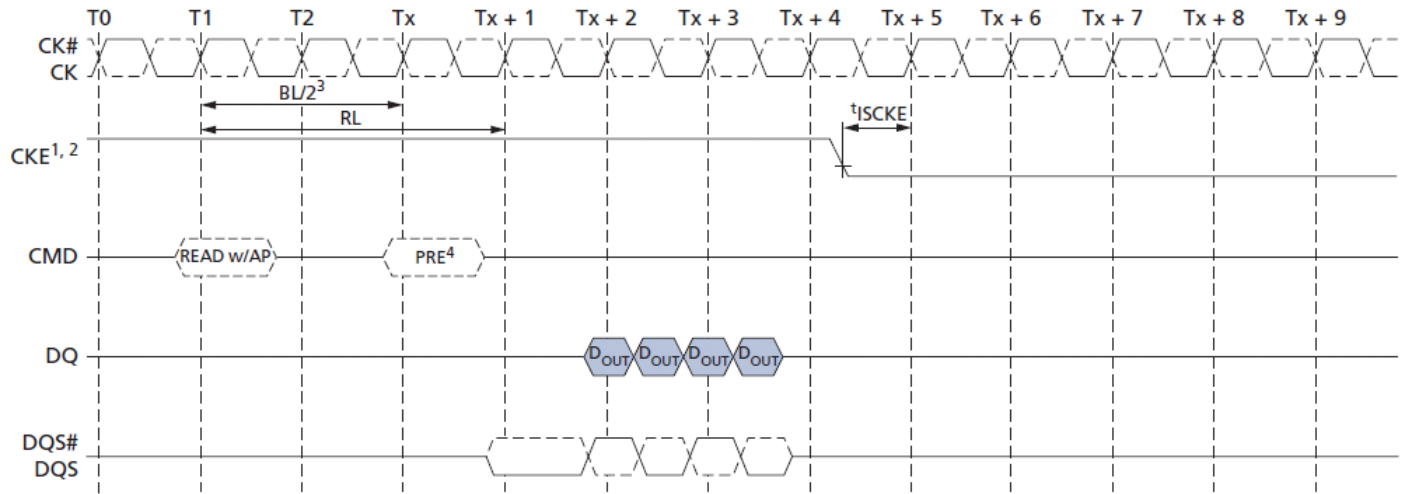 T0 T1 T2 Tx Tx + 1 Tx + 2 Tx + 3 Tx + 4 Tx + 5 Tx + 6 Tx + 7 Tx + 8 Tx + 9
CK#
CK
BL/2³
RL
tISCKE
CKE1, 2
CMD READ w/AP PRE⁴
DQ DOUT DOUT DOUT DOUT
DQS#
DQS